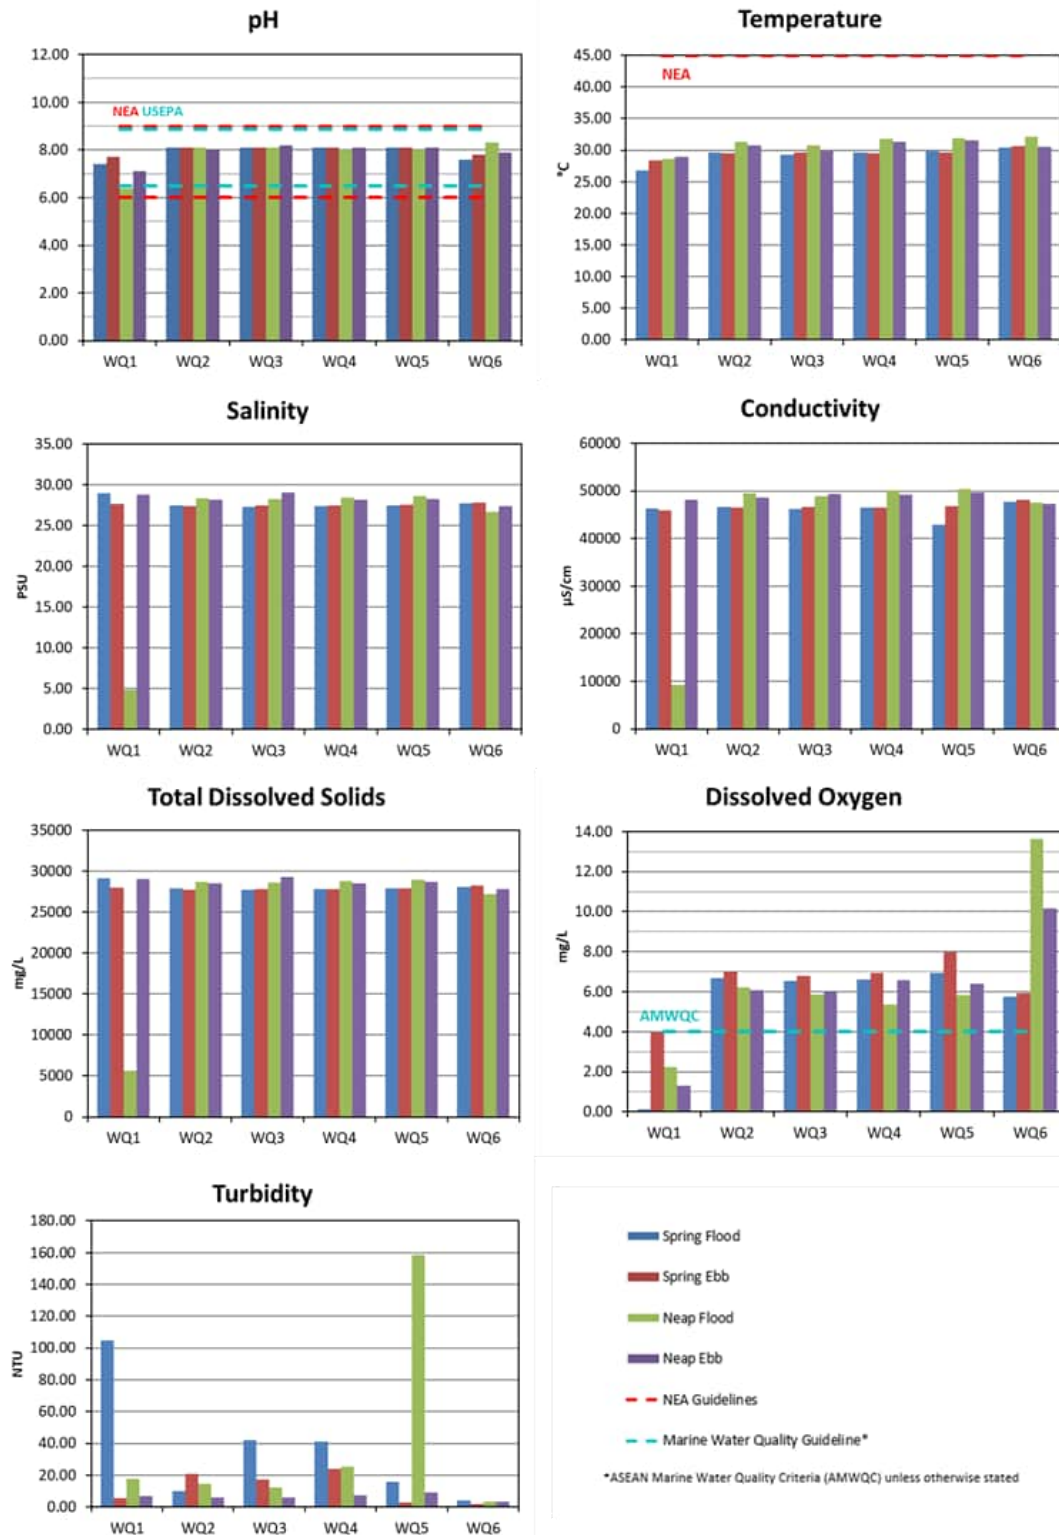 pH
12.00
10.00
8.00
6.00
4.00
2.00
0.00
NEA USEPA
WQ1 WQ2 WQ3 WQ4 WQ5 WQ6
Temperature
45.00
40.00
35.00
30.00
25.00
20.00
15.00
10.00
5.00
0.00
°C
NEA
WQ1 WQ2 WQ3 WQ4 WQ5 WQ6
Salinity
35.00
30.00
25.00
20.00
15.00
10.00
5.00
0.00
PSU
WQ1 WQ2 WQ3 WQ4 WQ5 WQ6
Conductivity
60000
50000
40000
30000
20000
10000
0
µS/cm
WQ1 WQ2 WQ3 WQ4 WQ5 WQ6
Total Dissolved Solids
35000
30000
25000
20000
15000
10000
5000
0
mg/L
WQ1 WQ2 WQ3 WQ4 WQ5 WQ6
Dissolved Oxygen
14.00
12.00
10.00
8.00
6.00
4.00
2.00
0.00
mg/L
AMWQC
WQ1 WQ2 WQ3 WQ4 WQ5 WQ6
Turbidity
180.00
160.00
140.00
120.00
100.00
80.00
60.00
40.00
20.00
0.00
NTU
WQ1 WQ2 WQ3 WQ4 WQ5 WQ6
Spring Flood
Spring Ebb
Neap Flood
Neap Ebb
NEA Guidelines
Marine Water Quality Guideline*
*ASEAN Marine Water Quality Criteria (AMWQC) unless otherwise stated